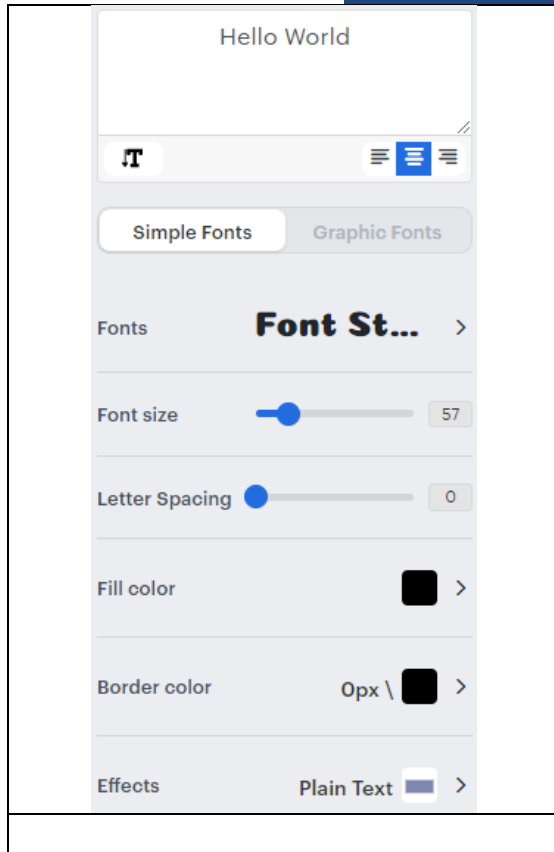 Hello World
T
Simple Fonts Graphic Fonts
Fonts Font St...
Font size 57
Letter Spacing 0
Fill color
Border color 0px \
Effects Plain Text